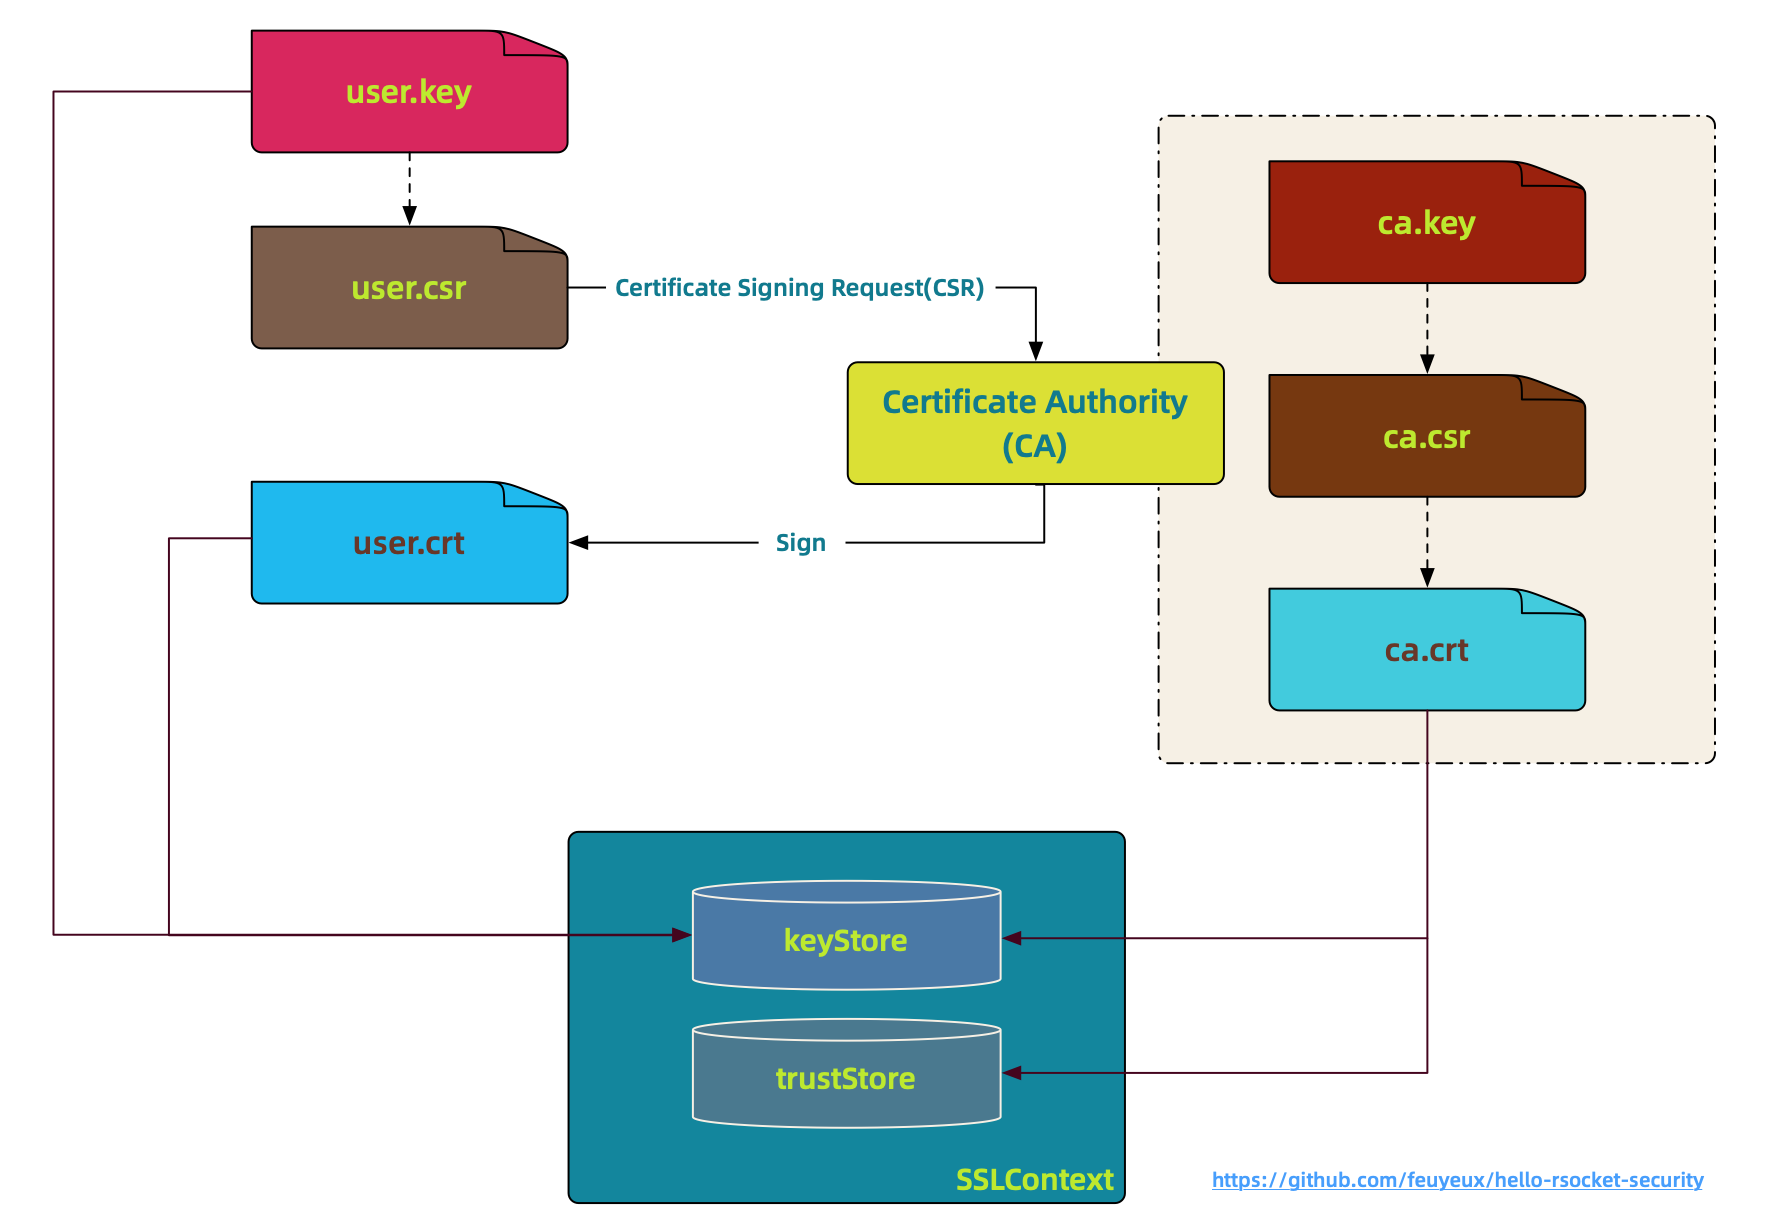 user.key
ca.key
user.csr
Certificate Signing Request(CSR)
Certificate Authority
(CA)
ca.csr
user.crt
Sign
ca.crt
keyStore
trustStore
SSLContext
https://github.com/feuyeux/hello-rsocket-security